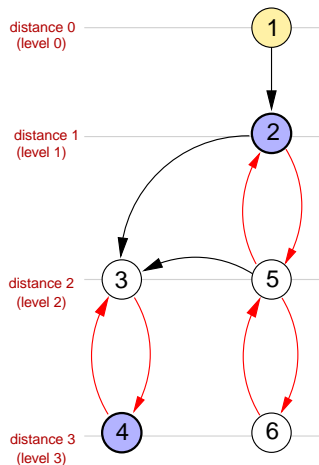 distance 0
(level 0)
1
distance 1
(level 1)
2
distance 2
(level 2)
3
5
distance 3
(level 3)
4
6